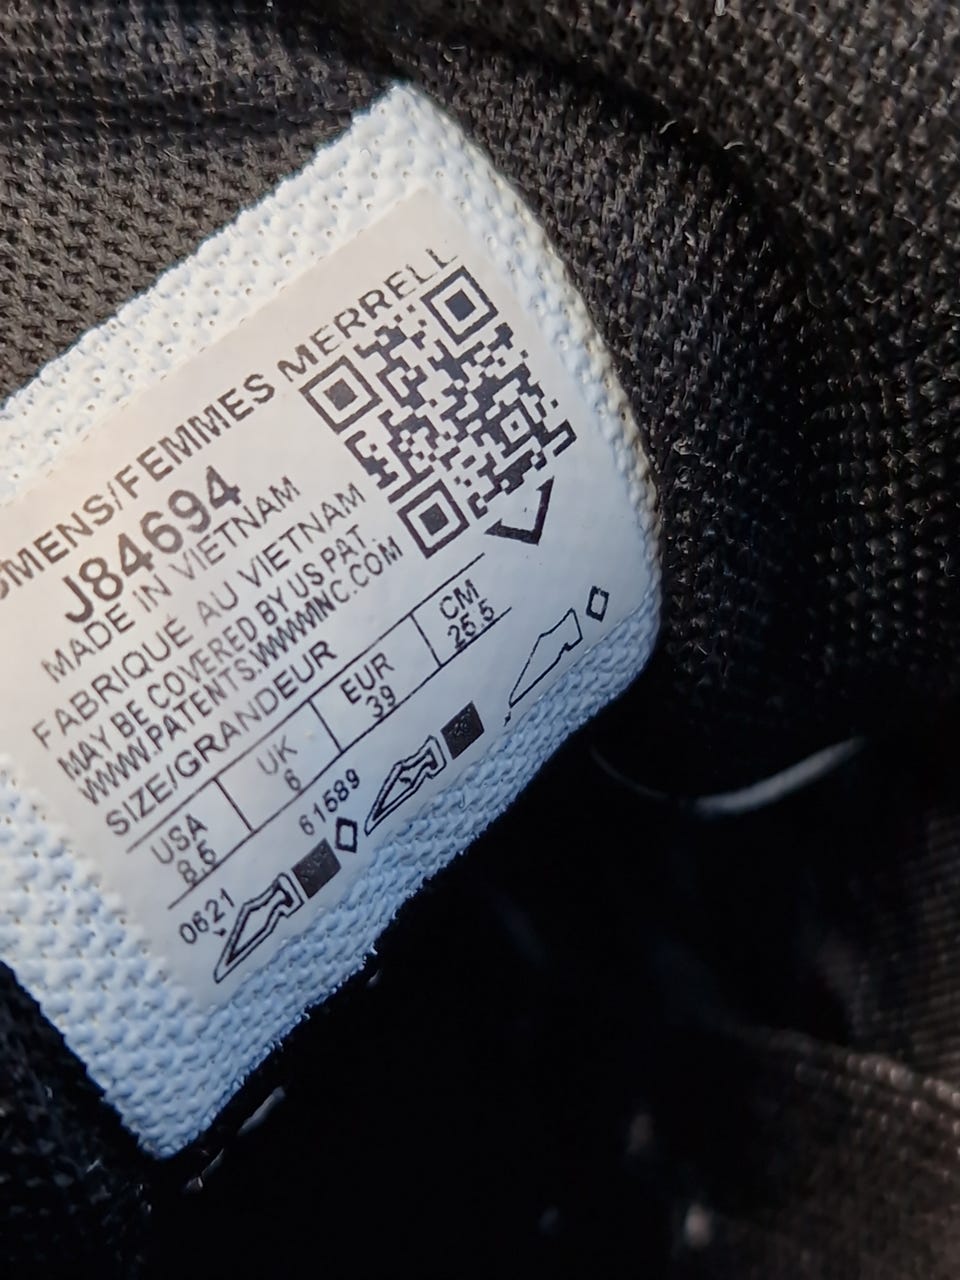 WOMENS/FEMMES MERRELL
J84694
MADE IN VIETNAM
FABRIQUÉ AU VIETNAM
MAY BE COVERED BY US PAT.
WWW.PATENTS.WWWINC.COM
SIZE/GRANDEUR
USA UK EUR CM
8.5 6 39 25.5
0621 61589